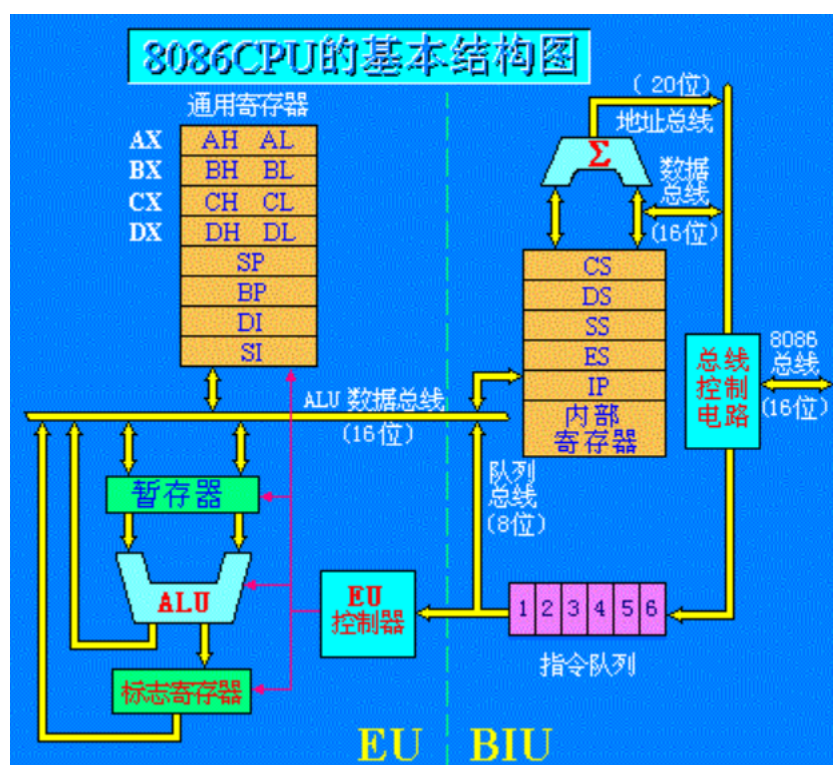 8086CPU的基本结构图
通用寄存器
AX AH AL
BX BH BL
CX CH CL
DX DH DL
SP
BP
DI
SI
ALU 数据总线
(16位)
暂存器
ALU
标志寄存器
EU
控制器
EU
(20位)
地址总线
Σ
数据
总线
(16位)
CS
DS
SS
ES
IP
内部
寄存器
总线
控制
电路
8086
总线
(16位)
队列
总线
(8位)
1 2 3 4 5 6
指令队列
BIU